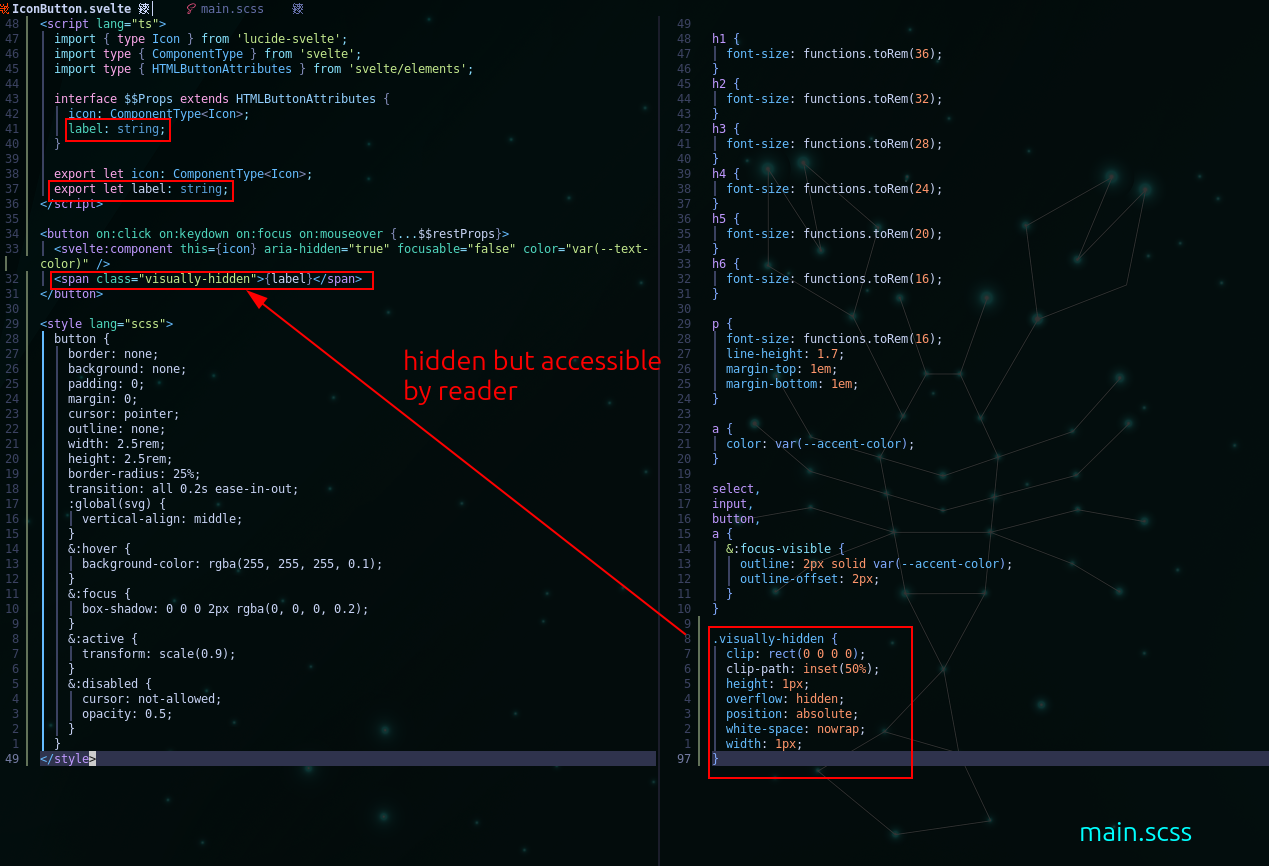 IconButton.svelte
main.scss
48 <script lang="ts">
47 import { type Icon } from 'lucide-svelte';
46 import type { ComponentType } from 'svelte';
45 import type { HTMLButtonAttributes } from 'svelte/elements';
44
43 interface $$Props extends HTMLButtonAttributes {
42 icon: ComponentType<Icon>;
41 label: string;
40 }
39
38 export let icon: ComponentType<Icon>;
37 export let label: string;
36 </script>
35
34 <button on:click on:keydown on:focus on:mouseover {...$$restProps}>
33 <svelte:component this={icon} aria-hidden="true" focusable="false" color="var(--text-
color)" />
32 <span class="visually-hidden">{label}</span>
31 </button>
30
29 <style lang="scss">
28 button {
27 border: none;
26 background: none;
25 padding: 0;
24 margin: 0;
23 cursor: pointer;
22 outline: none;
21 width: 2.5rem;
20 height: 2.5rem;
19 border-radius: 25%;
18 transition: all 0.2s ease-in-out;
17 :global(svg) {
16 vertical-align: middle;
15 }
14 &:hover {
13 background-color: rgba(255, 255, 255, 0.1);
12 }
11 &:focus {
10 box-shadow: 0 0 0 2px rgba(0, 0, 0, 0.2);
9 }
8 &:active {
7 transform: scale(0.9);
6 }
5 &:disabled {
4 cursor: not-allowed;
3 opacity: 0.5;
2 }
1 }
49 </style>
hidden but accessible
by reader
49
48 h1 {
47 font-size: functions.toRem(36);
46 }
45 h2 {
44 font-size: functions.toRem(32);
43 }
42 h3 {
41 font-size: functions.toRem(28);
40 }
39 h4 {
38 font-size: functions.toRem(24);
37 }
36 h5 {
35 font-size: functions.toRem(20);
34 }
33 h6 {
32 font-size: functions.toRem(16);
31 }
30
29 p {
28 font-size: functions.toRem(16);
27 line-height: 1.7;
26 margin-top: 1em;
25 margin-bottom: 1em;
24 }
23
22 a {
21 color: var(--accent-color);
20 }
19
18 select,
17 input,
16 button,
15 a {
14 &:focus-visible {
13 outline: 2px solid var(--accent-color);
12 outline-offset: 2px;
11 }
10 }
9
8 .visually-hidden {
7 clip: rect(0 0 0 0);
6 clip-path: inset(50%);
5 height: 1px;
4 overflow: hidden;
3 position: absolute;
2 white-space: nowrap;
1 width: 1px;
97 }
main.scss